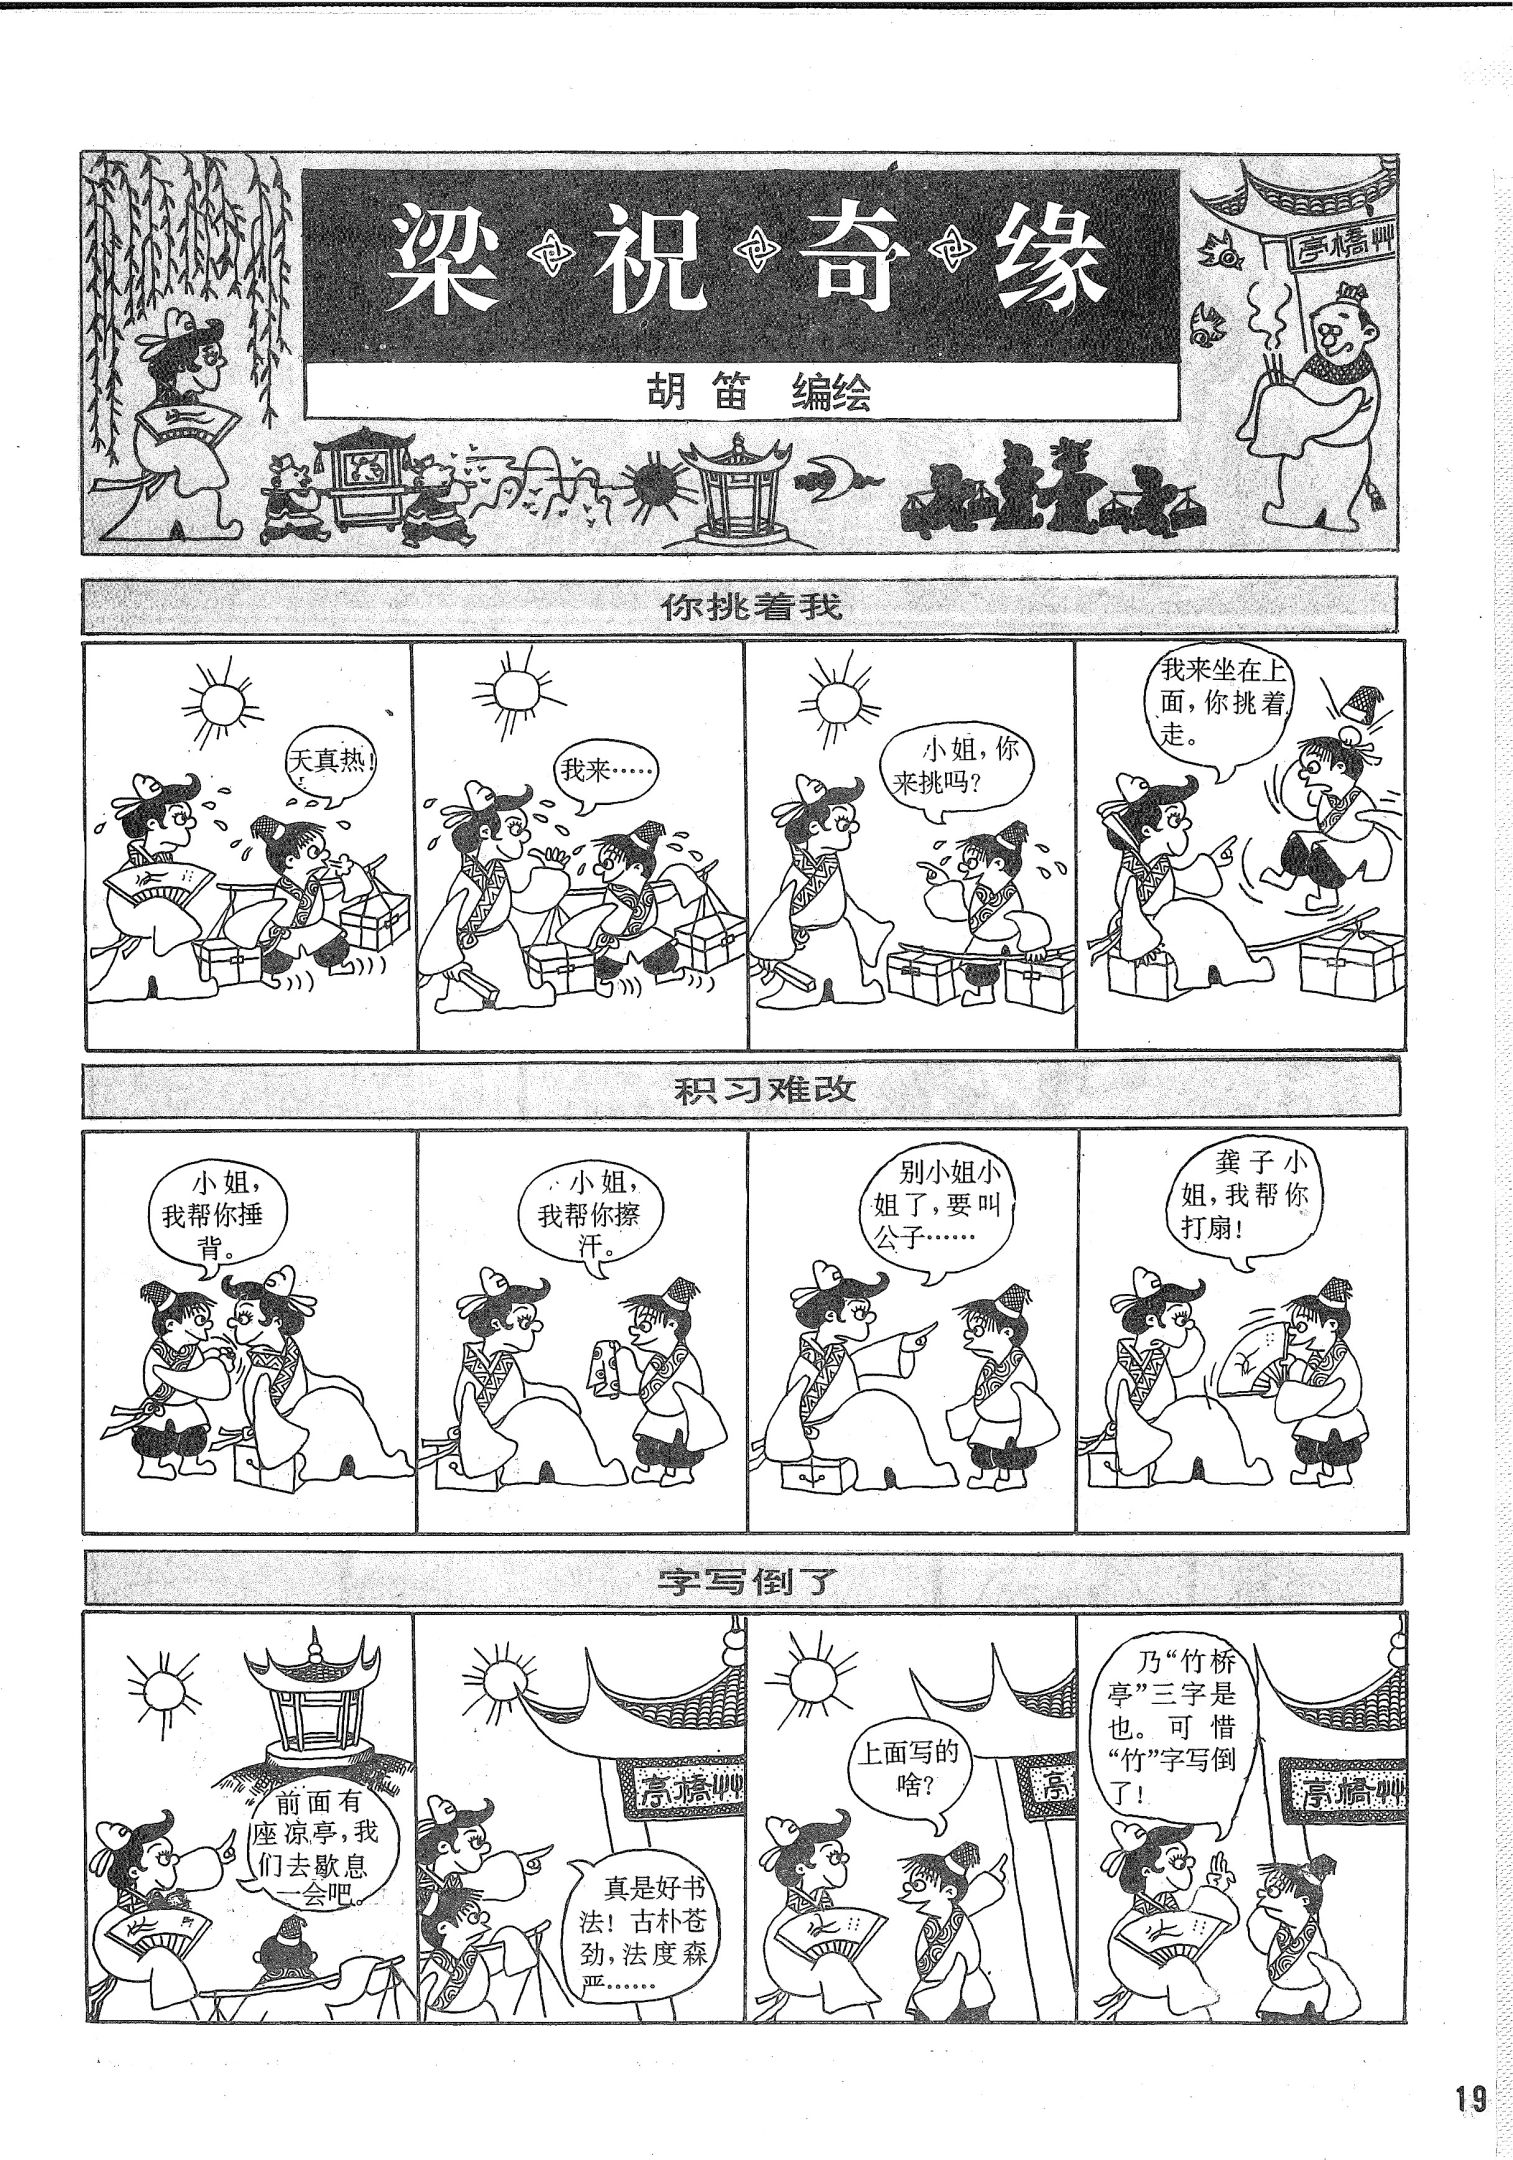 梁祝奇缘
胡笛 编绘
亭橋艸
你挑着我
天真热！
我来……
小姐，你
来挑吗？
我来坐在上
面，你挑着
走。
积习难改
小姐，
我帮你捶
背。
小姐，
我帮你擦
汗。
别小姐小
姐了，要叫
公子……
龚子小
姐，我帮你
打扇！
字写倒了
前面有
座凉亭，我
们去歇息
一会吧。
亭橋艸
真是好书
法！古朴苍
劲，法度森
严……
上面写的
啥？
亭
乃“竹桥
亭”三字是
也。可惜
“竹”字写倒
了！
亭橋艸
19